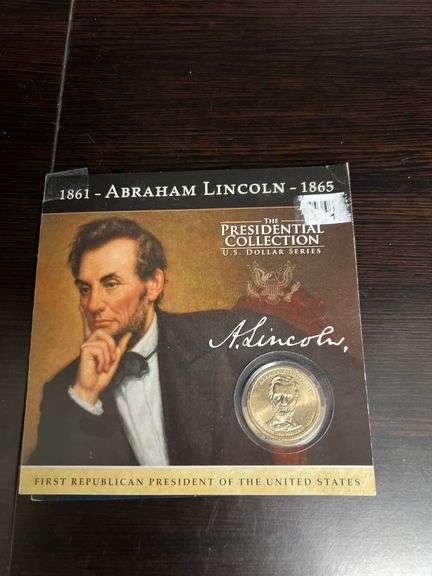 1861 - ABRAHAM LINCOLN - 1865
THE
PRESIDENTIAL
COLLECTION
U.S. DOLLAR SERIES
A. Lincoln.
FIRST REPUBLICAN PRESIDENT OF THE UNITED STATES